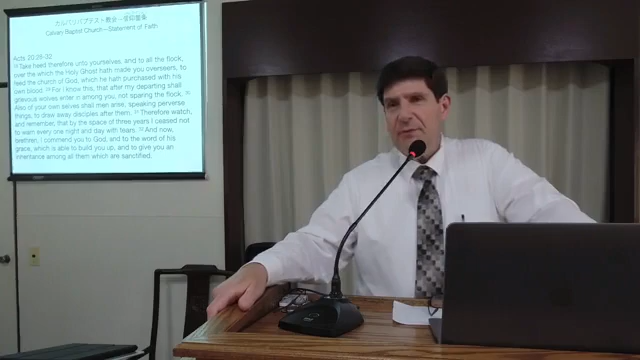 カルバリバプテスト教会—信仰箇条
Calvary Baptist Church—Statement of Faith
Acts 20:28-32
²⁸Take heed therefore unto yourselves, and to all the flock,
over the which the Holy Ghost hath made you overseers, to
feed the church of God, which he hath purchased with his
own blood. ²⁹For I know this, that after my departing shall
grievous wolves enter in among you, not sparing the flock. ³⁰
Also of your own selves shall men arise, speaking perverse
things, to draw away disciples after them. ³¹Therefore watch,
and remember, that by the space of three years I ceased not
to warn every one night and day with tears. ³²And now,
brethren, I commend you to God, and to the word of his
grace, which is able to build you up, and to give you an
inheritance among all them which are sanctified.